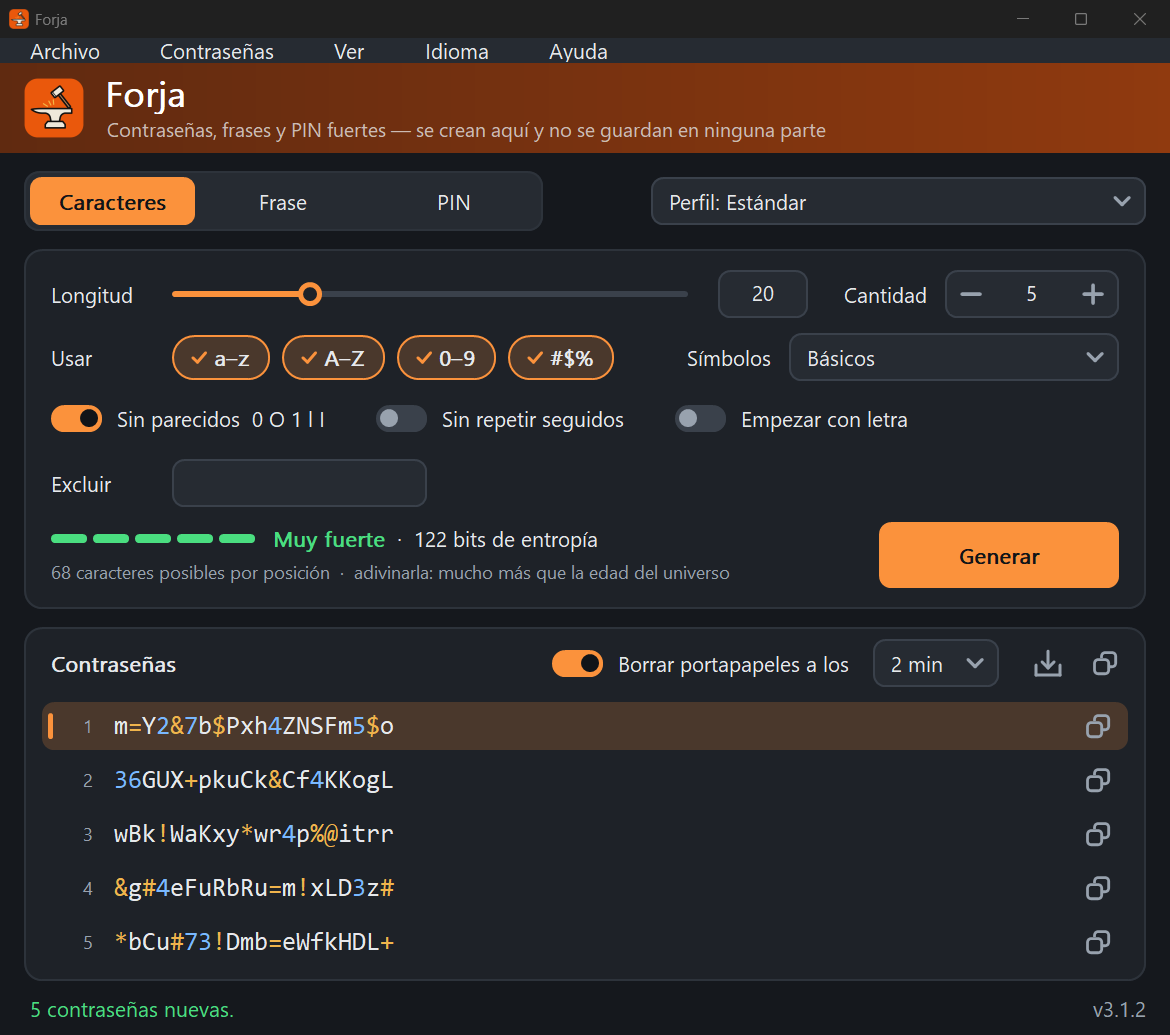 Forja
Archivo Contraseñas Ver Idioma Ayuda
Forja
Contraseñas, frases y PIN fuertes — se crean aquí y no se guardan en ninguna parte
Caracteres Frase PIN Perfil: Estándar
Longitud 20 Cantidad 5
Usar a–z A–Z 0–9 #$% Símbolos Básicos
Sin parecidos 0 O 1 l I Sin repetir seguidos Empezar con letra
Excluir
Muy fuerte · 122 bits de entropía
68 caracteres posibles por posición · adivinarla: mucho más que la edad del universo
Generar
Contraseñas Borrar portapapeles a los 2 min
1 m=Y2&7b$Pxh4ZNSFm5$o
2 36GUX+pkuCk&Cf4KKogL
3 wBk!WaKxy*wr4p%@itrr
4 &g#4eFuRbRu=m!xLD3z#
5 *bCu#73!Dmb=eWfkHDL+
5 contraseñas nuevas. v3.1.2